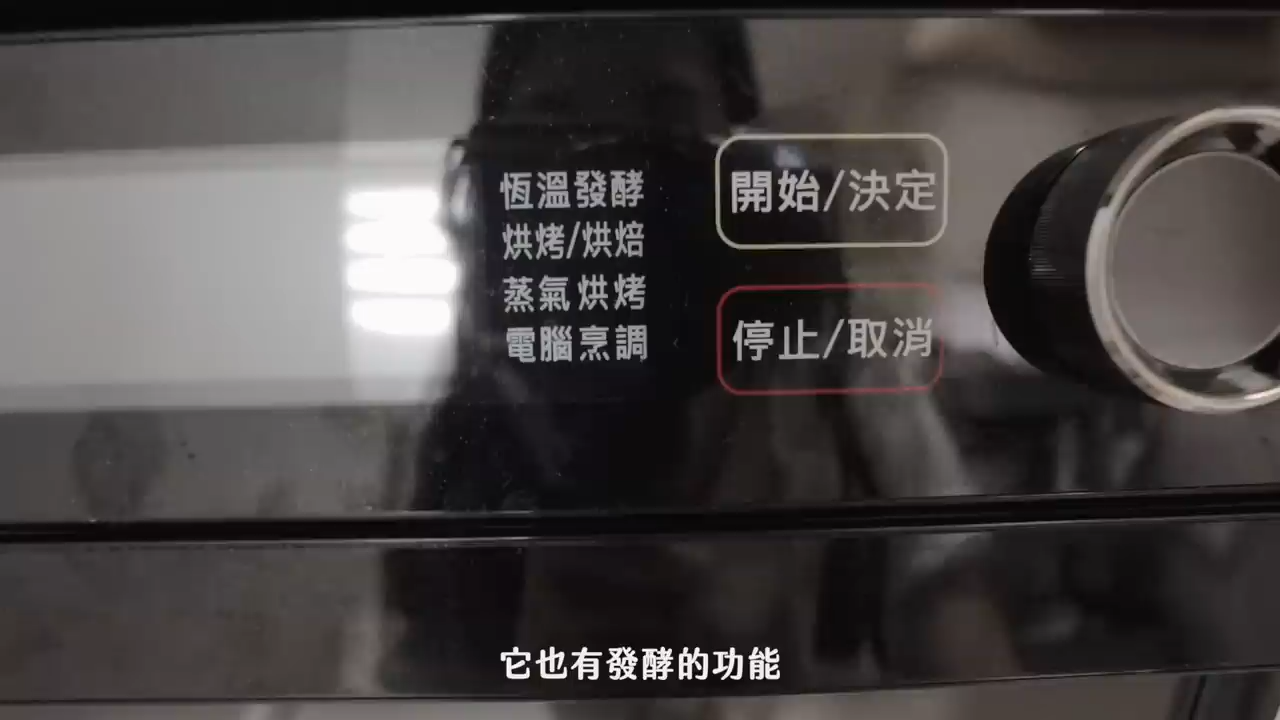 恆溫發酵
烘烤/烘焙
蒸氣烘烤
電腦烹調
開始/決定
停止/取消
它也有發酵的功能